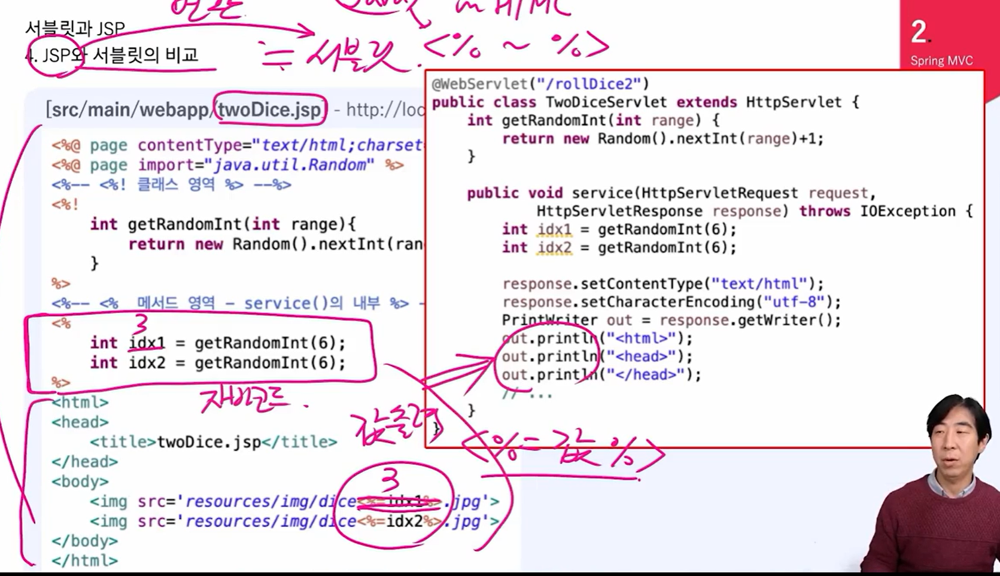 변환 Java in HTML
서블릿과 JSP
4. JSP와 서블릿의 비교
≒ 서블릿. <% ~ %>
2.
Spring MVC
[src/main/webapp/twoDice.jsp] - http://loc
<%@ page contentType="text/html;charset=
<%@ page import="java.util.Random" %>
<%-- <%! 클래스 영역 %> --%>
<%!
int getRandomInt(int range){
return new Random().nextInt(ran
}
%>
<%-- <% 메서드 영역 - service()의 내부 %> -
<%
3
int idx1 = getRandomInt(6);
int idx2 = getRandomInt(6);
%>
자바코드.
<html>
<head>
<title>twoDice.jsp</title>
</head>
<body>
3
<img src='resources/img/dice<%=idx1%>.jpg'>
<img src='resources/img/dice<%=idx2%>.jpg'>
</body>
</html>
@WebServlet("/rollDice2")
public class TwoDiceServlet extends HttpServlet {
int getRandomInt(int range) {
return new Random().nextInt(range)+1;
}
public void service(HttpServletRequest request,
HttpServletResponse response) throws IOException {
int idx1 = getRandomInt(6);
int idx2 = getRandomInt(6);
response.setContentType("text/html");
response.setCharacterEncoding("utf-8");
PrintWriter out = response.getWriter();
out.println("<html>");
out.println("<head>");
out.println("</head>");
// ...
}
}
값출력
<%= 값 %>